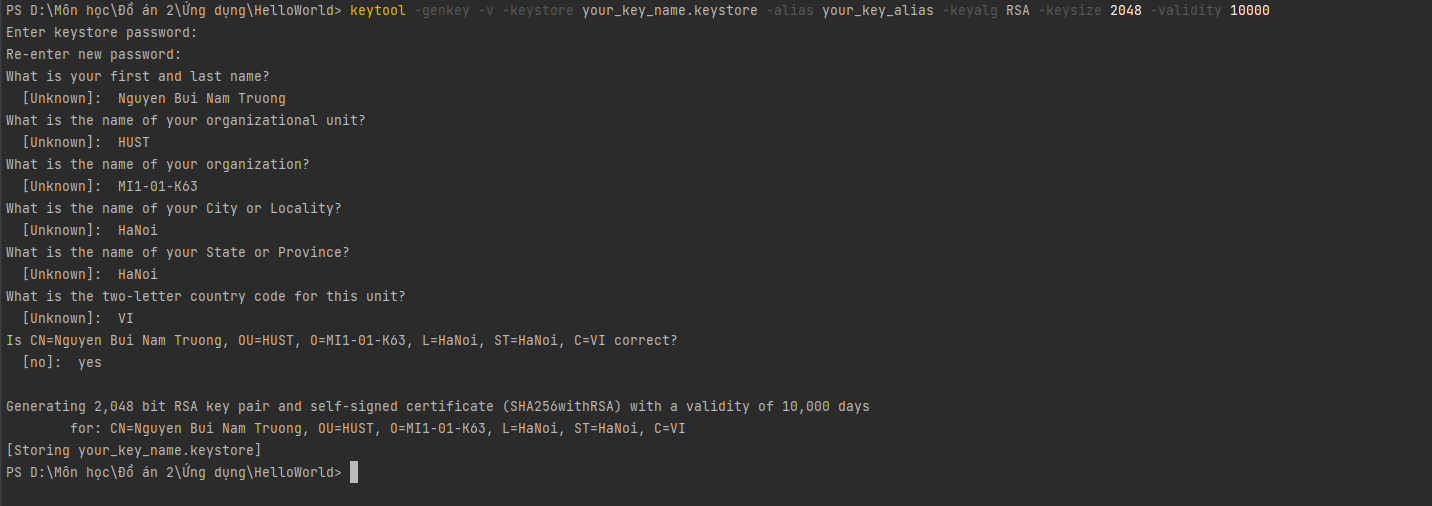 PS D:\Môn học\Đồ án 2\Ứng dụng\HelloWorld> keytool -genkey -v -keystore your_key_name.keystore -alias your_key_alias -keyalg RSA -keysize 2048 -validity 10000
Enter keystore password:
Re-enter new password:
What is your first and last name?
  [Unknown]:  Nguyen Bui Nam Truong
What is the name of your organizational unit?
  [Unknown]:  HUST
What is the name of your organization?
  [Unknown]:  MI1-01-K63
What is the name of your City or Locality?
  [Unknown]:  HaNoi
What is the name of your State or Province?
  [Unknown]:  HaNoi
What is the two-letter country code for this unit?
  [Unknown]:  VI
Is CN=Nguyen Bui Nam Truong, OU=HUST, O=MI1-01-K63, L=HaNoi, ST=HaNoi, C=VI correct?
  [no]:  yes

Generating 2,048 bit RSA key pair and self-signed certificate (SHA256withRSA) with a validity of 10,000 days
        for: CN=Nguyen Bui Nam Truong, OU=HUST, O=MI1-01-K63, L=HaNoi, ST=HaNoi, C=VI
[Storing your_key_name.keystore]
PS D:\Môn học\Đồ án 2\Ứng dụng\HelloWorld>